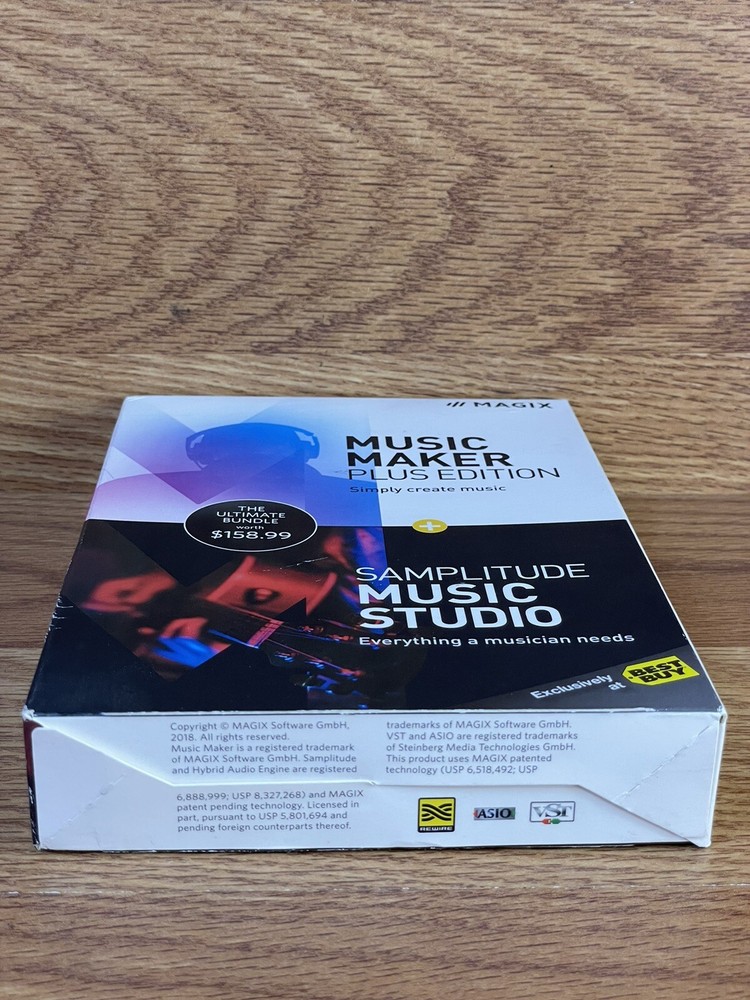 MAGIX
MUSIC
MAKER
PLUS EDITION
Simply create music
THE
ULTIMATE
BUNDLE
worth
$158.99
+
SAMPLITUDE
MUSIC
STUDIO
Everything a musician needs
Exclusively
at
BEST
BUY
Copyright © MAGIX Software GmbH,
2018. All rights reserved.
Music Maker is a registered trademark
of MAGIX Software GmbH. Samplitude
and Hybrid Audio Engine are registered
trademarks of MAGIX Software GmbH.
VST and ASIO are registered trademarks
of Steinberg Media Technologies GmbH.
This product uses MAGIX patented
technology (USP 6,518,492; USP
6,888,999; USP 8,327,268) and MAGIX
patent pending technology. Licensed in
part, pursuant to USP 5,801,694 and
pending foreign counterparts thereof.
REWIRE
ASIO
VST